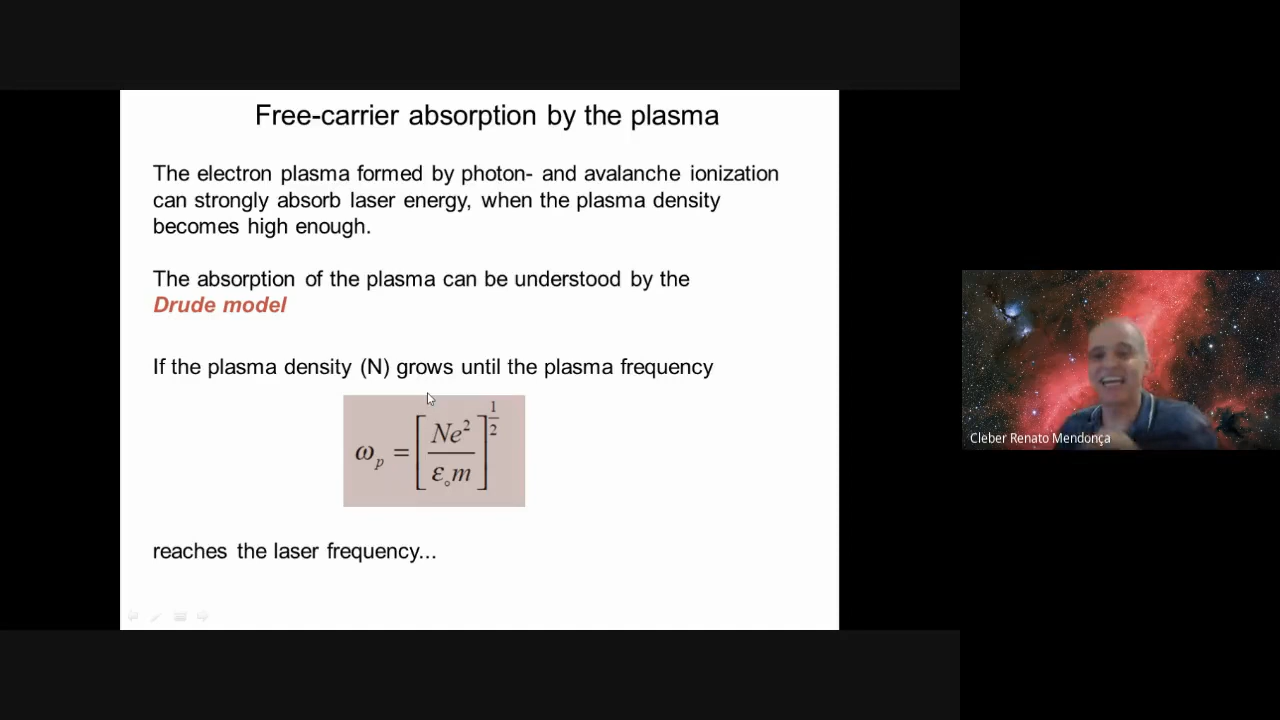 Free-carrier absorption by the plasma
The electron plasma formed by photon- and avalanche ionization
can strongly absorb laser energy, when the plasma density
becomes high enough.
The absorption of the plasma can be understood by the
Drude model
If the plasma density (N) grows until the plasma frequency
ω_p = [Ne²/ε₀m]^(1/2)
reaches the laser frequency...
Cleber Renato Mendonça